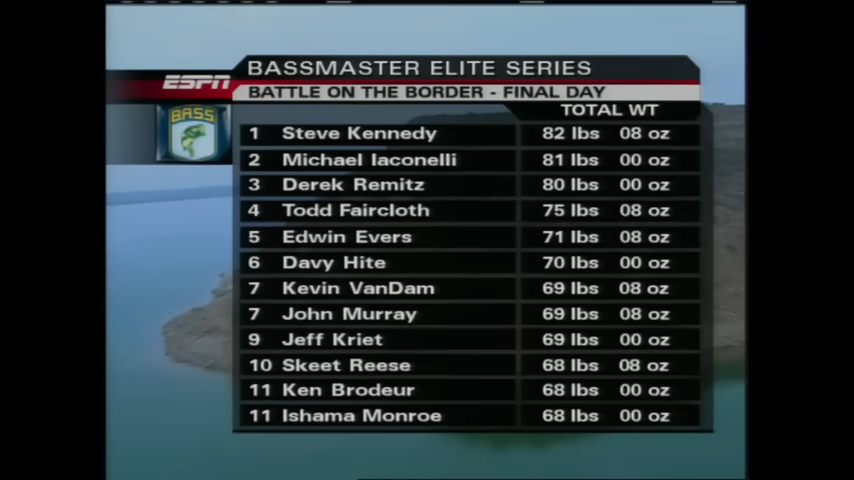 BASSMASTER ELITE SERIES
ESPN
BATTLE ON THE BORDER - FINAL DAY
BASS
TOTAL WT
1 Steve Kennedy 82 lbs 08 oz
2 Michael Iaconelli 81 lbs 00 oz
3 Derek Remitz 80 lbs 00 oz
4 Todd Faircloth 75 lbs 08 oz
5 Edwin Evers 71 lbs 08 oz
6 Davy Hite 70 lbs 00 oz
7 Kevin VanDam 69 lbs 08 oz
7 John Murray 69 lbs 08 oz
9 Jeff Kriet 69 lbs 00 oz
10 Skeet Reese 68 lbs 08 oz
11 Ken Brodeur 68 lbs 00 oz
11 Ishama Monroe 68 lbs 00 oz